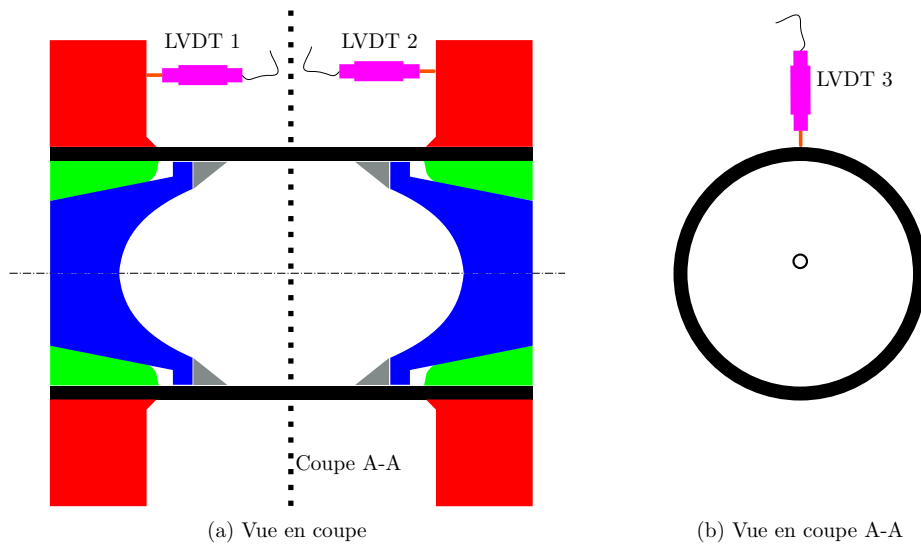 LVDT 1
LVDT 2
LVDT 3
Coupe A-A
(a) Vue en coupe
(b) Vue en coupe A-A